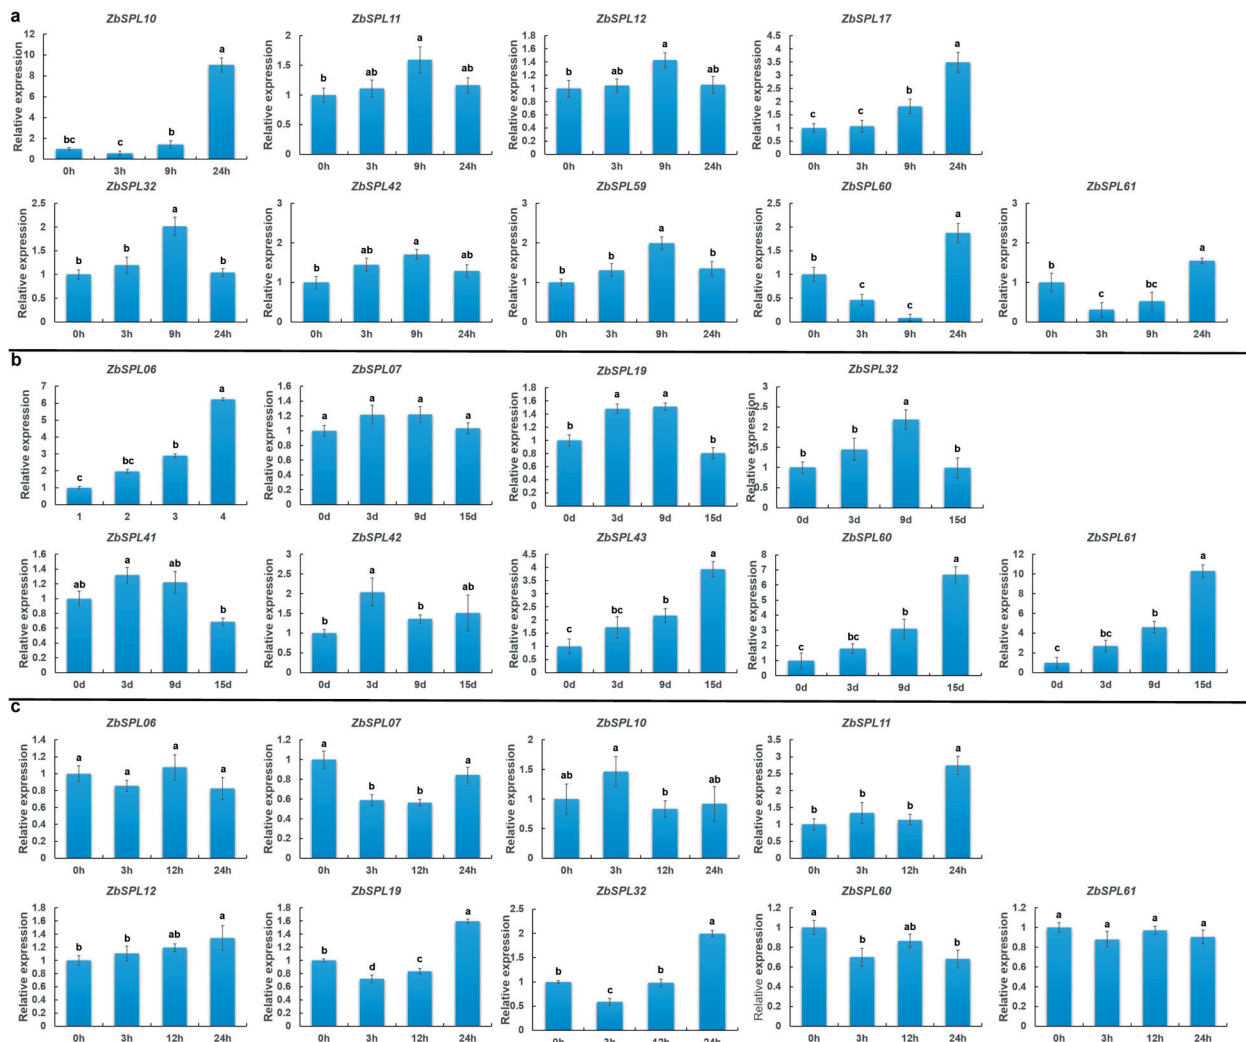 a
ZbSPL10
Relative expression
12
10
8
6
4
2
0
bc
c
b
a
0h 3h 9h 24h
ZbSPL11
Relative expression
2
1.5
1
0.5
0
b
ab
a
ab
0h 3h 9h 24h
ZbSPL12
Relative expression
1.8
1.6
1.4
1.2
1
0.8
0.6
0.4
0.2
0
b
ab
a
ab
0h 3h 9h 24h
ZbSPL17
Relative expression
4.5
4
3.5
3
2.5
2
1.5
1
0.5
0
c
c
b
a
0h 3h 9h 24h
ZbSPL32
Relative expression
2.5
2
1.5
1
0.5
0
b
b
a
b
0h 3h 9h 24h
ZbSPL42
Relative expression
3
2
1
0
b
ab
a
ab
0h 3h 9h 24h
ZbSPL59
Relative expression
3
2
1
0
b
b
a
b
0h 3h 9h 24h
ZbSPL60
Relative expression
2.5
2
1.5
1
0.5
0
b
c
c
a
0h 3h 9h 24h
ZbSPL61
Relative expression
3
2
1
0
b
c
bc
a
0h 3h 9h 24h
b
ZbSPL06
Relative expression
7
6
5
4
3
2
1
0
c
bc
b
a
1 2 3 4
ZbSPL07
Relative expression
1.6
1.4
1.2
1
0.8
0.6
0.4
0.2
0
a
a
a
a
0d 3d 9d 15d
ZbSPL19
Relative expression
1.8
1.6
1.4
1.2
1
0.8
0.6
0.4
0.2
0
b
a
a
b
0d 3d 9d 15d
ZbSPL32
Relative expression
3
2.5
2
1.5
1
0.5
0
b
b
a
b
0d 3d 9d 15d
ZbSPL41
Relative expression
1.6
1.4
1.2
1
0.8
0.6
0.4
0.2
0
ab
a
ab
b
0d 3d 9d 15d
ZbSPL42
Relative expression
3
2.5
2
1.5
1
0.5
0
b
a
b
ab
0d 3d 9d 15d
ZbSPL43
Relative expression
4.5
4
3.5
3
2.5
2
1.5
1
0.5
0
c
bc
b
a
0d 3d 9d 15d
ZbSPL60
Relative expression
8
7
6
5
4
3
2
1
0
c
bc
b
a
0d 3d 9d 15d
ZbSPL61
Relative expression
12
10
8
6
4
2
0
c
bc
b
a
0d 3d 9d 15d
c
ZbSPL06
Relative expression
1.4
1.2
1
0.8
0.6
0.4
0.2
0
a
a
a
a
0h 3h 12h 24h
ZbSPL07
Relative expression
1.2
1
0.8
0.6
0.4
0.2
0
a
b
b
a
0h 3h 12h 24h
ZbSPL10
Relative expression
2
1.5
1
0.5
0
ab
a
b
ab
0h 3h 12h 24h
ZbSPL11
Relative expression
3.5
3
2.5
2
1.5
1
0.5
0
b
b
b
a
0h 3h 12h 24h
ZbSPL12
Relative expression
1.8
1.6
1.4
1.2
1
0.8
0.6
0.4
0.2
0
b
b
ab
a
0h 3h 12h 24h
ZbSPL19
Relative expression
1.8
1.6
1.4
1.2
1
0.8
0.6
0.4
0.2
0
b
d
c
a
0h 3h 12h 24h
ZbSPL32
Relative expression
2.5
2
1.5
1
0.5
0
b
c
b
a
0h 3h 12h 24h
ZbSPL60
Relative expression
1.2
1
0.8
0.6
0.4
0.2
0
a
b
ab
b
0h 3h 12h 24h
ZbSPL61
Relative expression
1.2
1
0.8
0.6
0.4
0.2
0
a
a
a
a
0h 3h 12h 24h